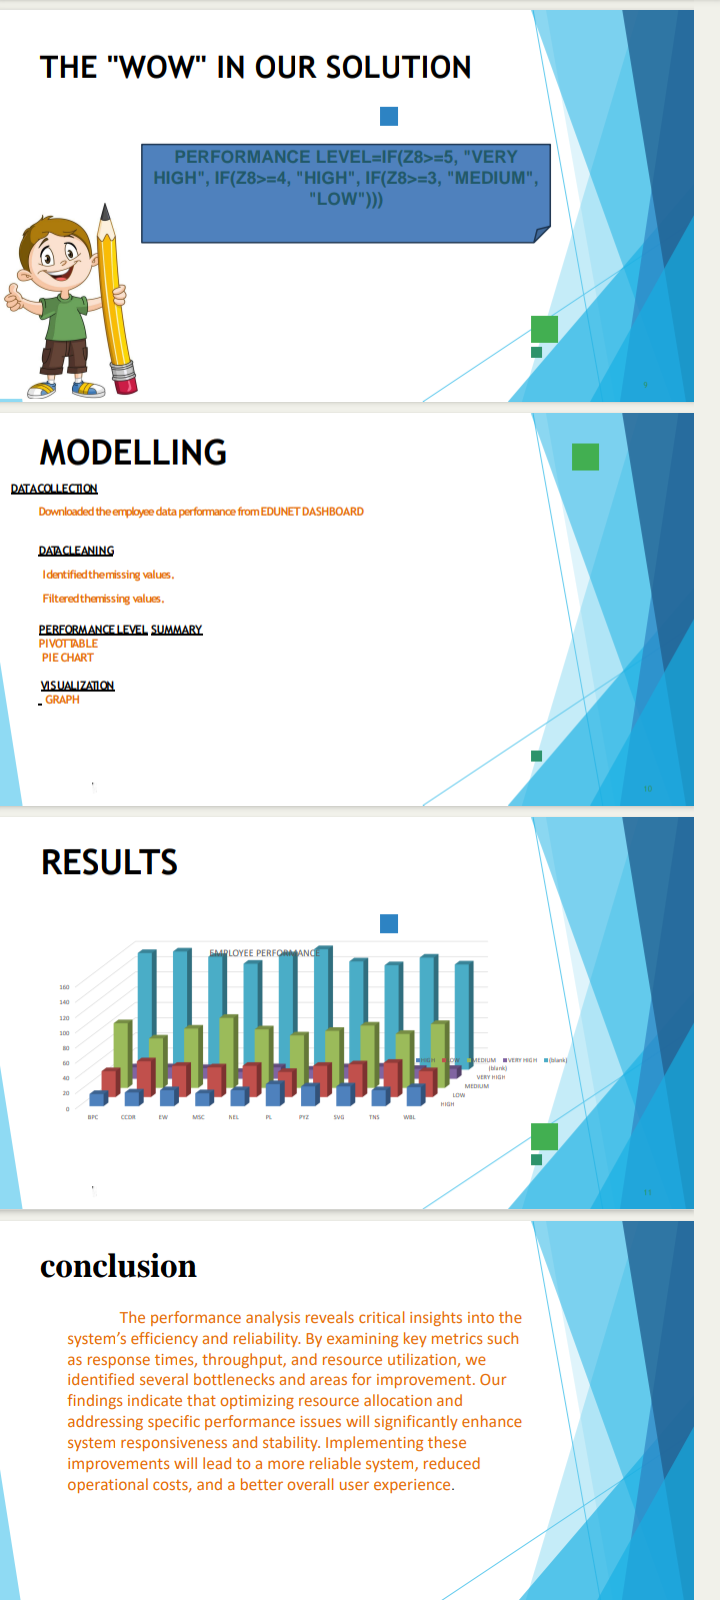 THE "WOW" IN OUR SOLUTION
PERFORMANCE LEVEL=IF(Z8>=5, "VERY
HIGH", IF(Z8>=4, "HIGH", IF(Z8>=3, "MEDIUM",
"LOW")))
MODELLING
DATA COLLECTION
Downloaded the employee data performance from EDUNET DASHBOARD
DATA CLEANING
Identified the missing values.
Filtered the missing values.
PERFORMANCE LEVEL SUMMARY
PIVOT TABLE
PIE CHART
VISUALIZATION
GRAPH
10
RESULTS
EMPLOYEE PERFORMANCE
160
140
120
100
80
60
40
20
0
BPC CCDR EW MSC NEL PL PYZ SVG TNS WBL
HIGH LOW MEDIUM VERY HIGH (blank)
(blank)
VERY HIGH
MEDIUM
LOW
HIGH
11
conclusion
The performance analysis reveals critical insights into the
system’s efficiency and reliability. By examining key metrics such
as response times, throughput, and resource utilization, we
identified several bottlenecks and areas for improvement. Our
findings indicate that optimizing resource allocation and
addressing specific performance issues will significantly enhance
system responsiveness and stability. Implementing these
improvements will lead to a more reliable system, reduced
operational costs, and a better overall user experience.